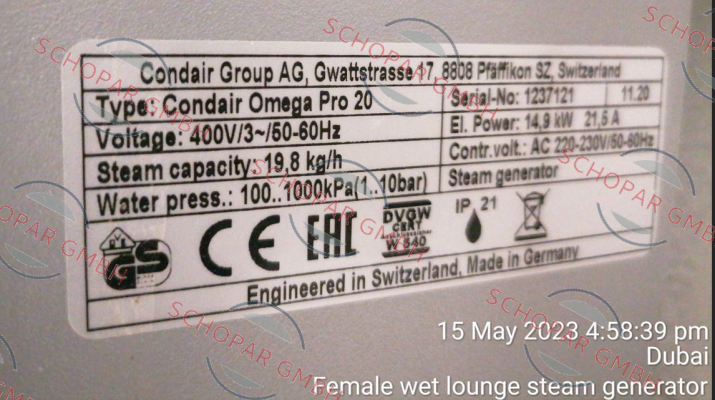 Condair Group AG, Gwattstrasse 17, 8808 Pfäffikon SZ, Switzerland
Type: Condair Omega Pro 20
Serial-No: 1237121 11.20
Voltage: 400V/3~/50-60Hz
El. Power: 14,9 kW 21,5 A
Steam capacity: 19,8 kg/h
Contr.volt.: AC 220-230V/50-60Hz
Water press.: 100..1000kPa(1..10bar)
Steam generator
GS
CE
EAC
DVGW
CERT
W 540
IP 21
Engineered in Switzerland, Made in Germany
15 May 2023 4:58:39 pm
Dubai
Female wet lounge steam generator
SCHOPAR GMBH